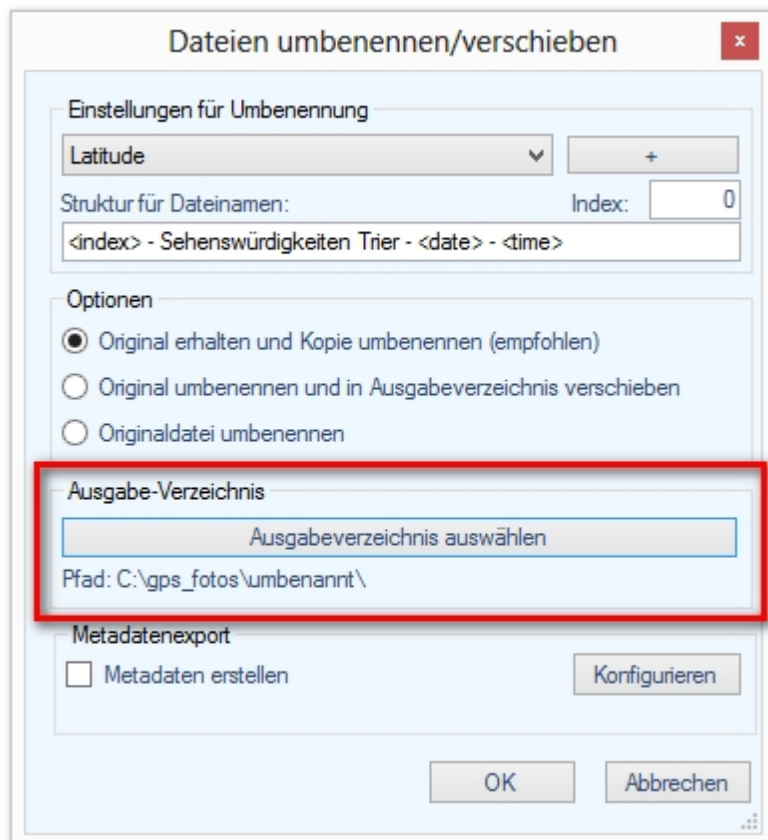 Dateien umbenennen/verschieben
x
Einstellungen für Umbenennung
Latitude
+
Struktur für Dateinamen:
Index:
0
<index> - Sehenswürdigkeiten Trier - <date> - <time>
Optionen
Original erhalten und Kopie umbenennen (empfohlen)
Original umbenennen und in Ausgabeverzeichnis verschieben
Originaldatei umbenennen
Ausgabe-Verzeichnis
Ausgabeverzeichnis auswählen
Pfad: C:\gps_fotos\umbenannt\
Metadatenexport
Metadaten erstellen
Konfigurieren
OK
Abbrechen